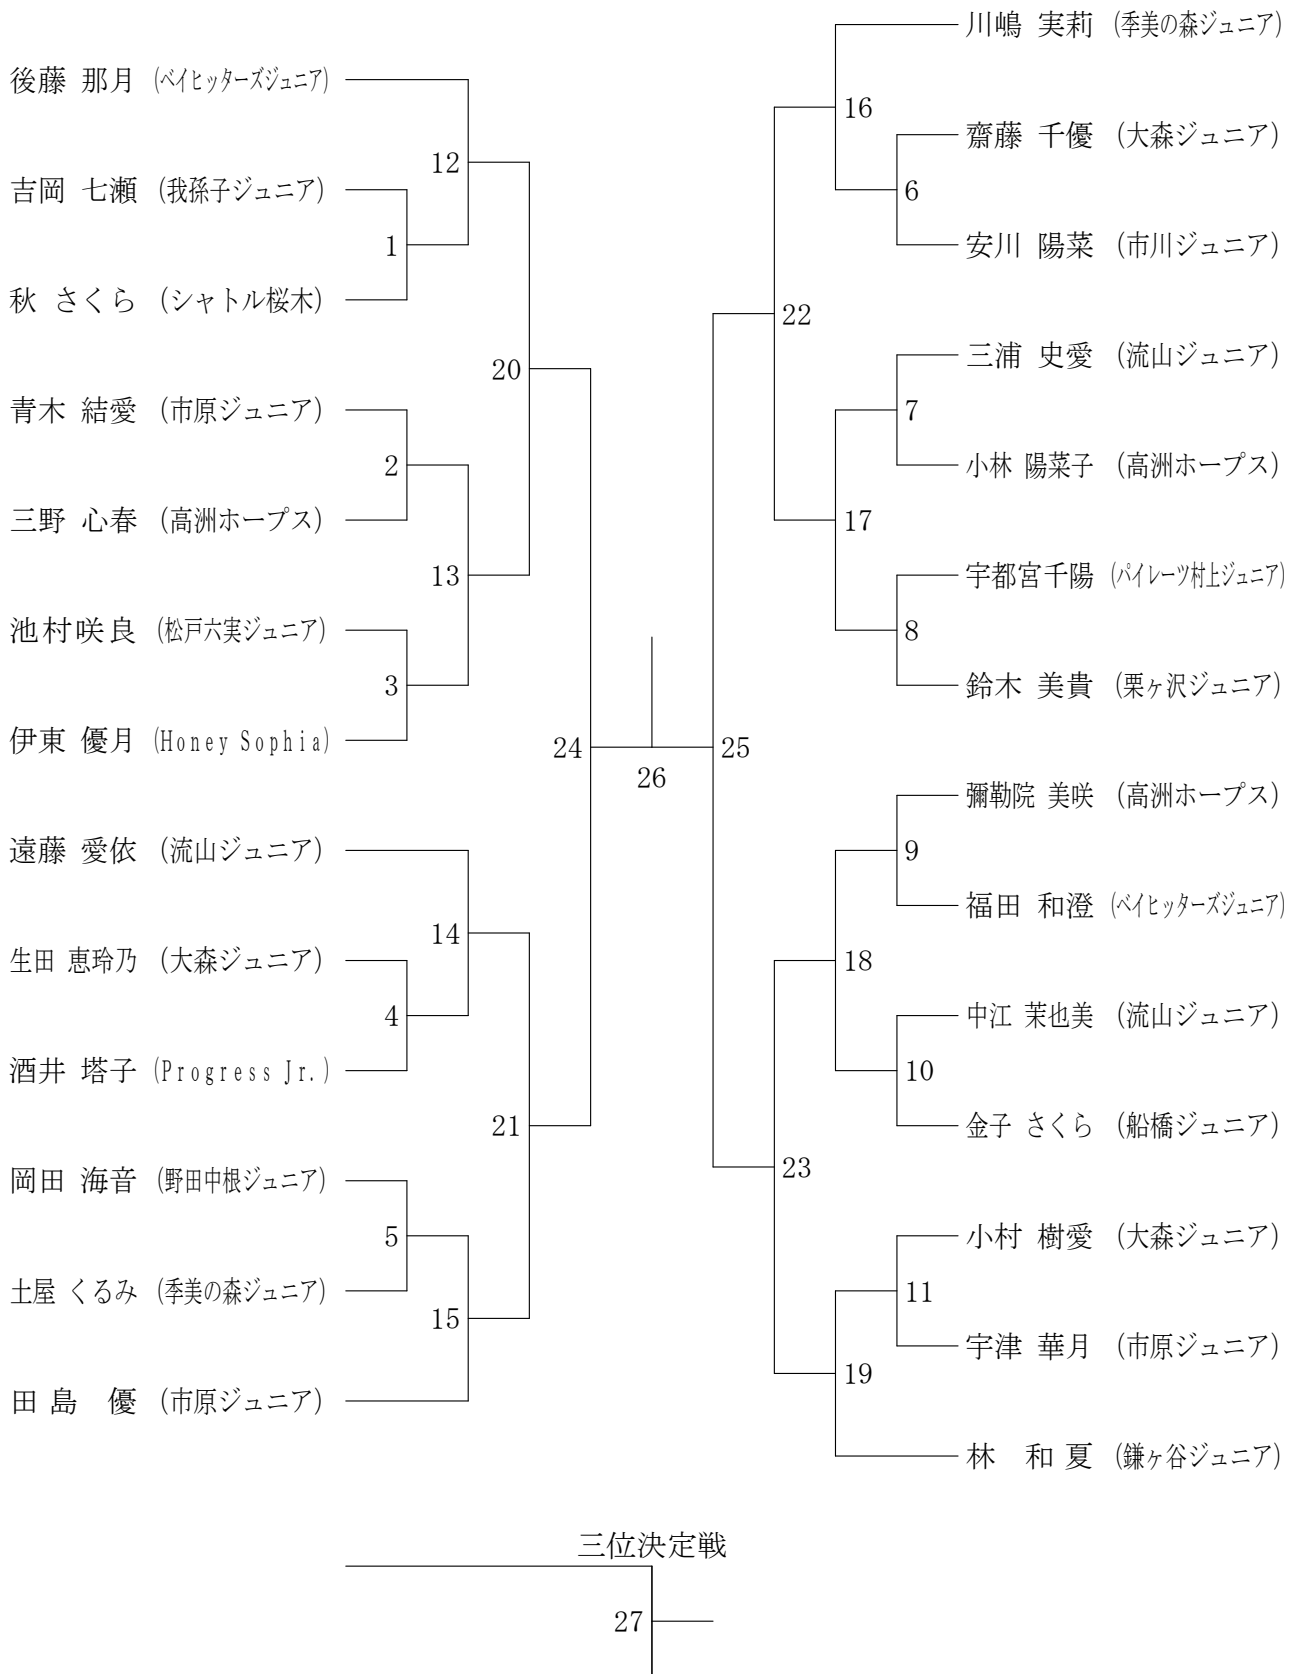 後藤 那月 (ベイヒッターズジュニア)
12
吉岡 七瀬 (我孫子ジュニア)
1
秋 さくら (シャトル桜木)
20
青木 結愛 (市原ジュニア)
2
三野 心春 (高洲ホープス)
13
池村咲良 (松戸六実ジュニア)
3
伊東 優月 (Honey Sophia)
24
遠藤 愛依 (流山ジュニア)
14
生田 恵玲乃 (大森ジュニア)
4
酒井 塔子 (Progress Jr.)
21
岡田 海音 (野田中根ジュニア)
5
土屋 くるみ (季美の森ジュニア)
15
田島 優 (市原ジュニア)
26
川嶋 実莉 (季美の森ジュニア)
16
齋藤 千優 (大森ジュニア)
6
安川 陽菜 (市川ジュニア)
22
三浦 史愛 (流山ジュニア)
7
小林 陽菜子 (高洲ホープス)
17
宇都宮千陽 (パイレーツ村上ジュニア)
8
鈴木 美貴 (栗ヶ沢ジュニア)
25
彌勒院 美咲 (高洲ホープス)
9
福田 和澄 (ベイヒッターズジュニア)
18
中江 茉也美 (流山ジュニア)
10
金子 さくら (船橋ジュニア)
23
小村 樹愛 (大森ジュニア)
11
宇津 華月 (市原ジュニア)
19
林 和夏 (鎌ヶ谷ジュニア)
三位決定戦
27